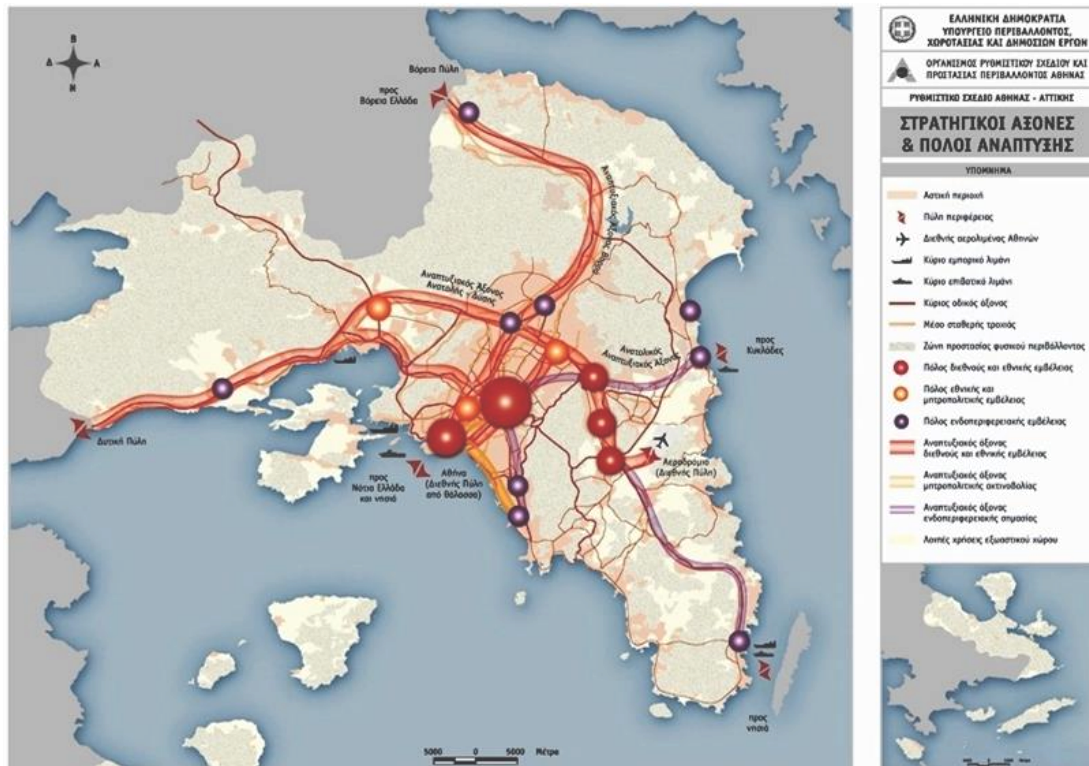 Β
Δ
Α
Ν
Βόρεια Πύλη
προς
Βόρεια Ελλάδα
Αναπτυξιακός Άξονας Βορρά
Αναπτυξιακός Άξονας
Ανατολής - Δύσης
Ανατολικός
Αναπτυξιακός Άξονας
προς
Κυκλάδες
Δυτική Πύλη
προς
Νότια Ελλάδα
και νησιά
Αθήνα
(Διεθνής Πύλη
από θάλασσα)
Αεροδρόμιο
(Διεθνής Πύλη)
προς
νησιά
5000 0 5000 Μέτρα
ΕΛΛΗΝΙΚΗ ΔΗΜΟΚΡΑΤΙΑ
ΥΠΟΥΡΓΕΙΟ ΠΕΡΙΒΑΛΛΟΝΤΟΣ,
ΧΩΡΟΤΑΞΙΑΣ ΚΑΙ ΔΗΜΟΣΙΩΝ ΕΡΓΩΝ
ΟΡΓΑΝΙΣΜΟΣ ΡΥΘΜΙΣΤΙΚΟΥ ΣΧΕΔΙΟΥ ΚΑΙ
ΠΡΟΣΤΑΣΙΑΣ ΠΕΡΙΒΑΛΛΟΝΤΟΣ ΑΘΗΝΑΣ
ΡΥΘΜΙΣΤΙΚΟ ΣΧΕΔΙΟ ΑΘΗΝΑΣ - ΑΤΤΙΚΗΣ
ΣΤΡΑΤΗΓΙΚΟΙ ΑΞΟΝΕΣ
& ΠΟΛΟΙ ΑΝΑΠΤΥΞΗΣ
ΥΠΟΜΝΗΜΑ
Αστική περιοχή
Πύλη περιφέρειας
Διεθνής αερολιμένας Αθηνών
Κύριο εμπορικό λιμάνι
Κύριο επιβατικό λιμάνι
Κύριος οδικός άξονας
Μέσο σταθερής τροχιάς
Ζώνη προστασίας φυσικού περιβάλλοντος
Πόλος διεθνούς και εθνικής εμβέλειας
Πόλος εθνικής και
μητροπολιτικής εμβέλειας
Πόλος ενδοπεριφερειακής εμβέλειας
Αναπτυξιακός άξονας
διεθνούς και εθνικής εμβέλειας
Αναπτυξιακός άξονας
μητροπολιτικής ακτινοβολίας
Αναπτυξιακός άξονας
ενδοπεριφερειακής σημασίας
Λοιπές χρήσεις εξωαστικού χώρου